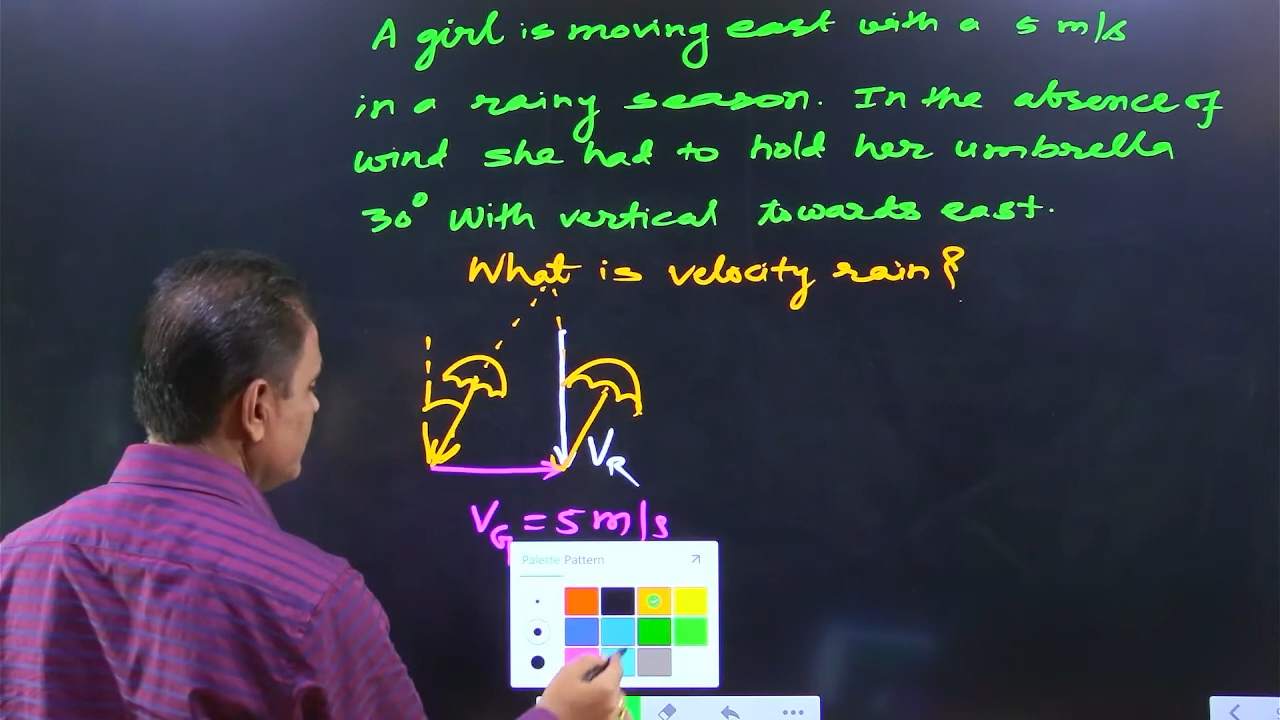 A girl is moving east with a 5 m/s
in a rainy season. In the absence of
wind she had to hold her umbrella
30° with vertical towards east.
What is velocity rain?
VR
VG = 5 m/s
Palette Pattern